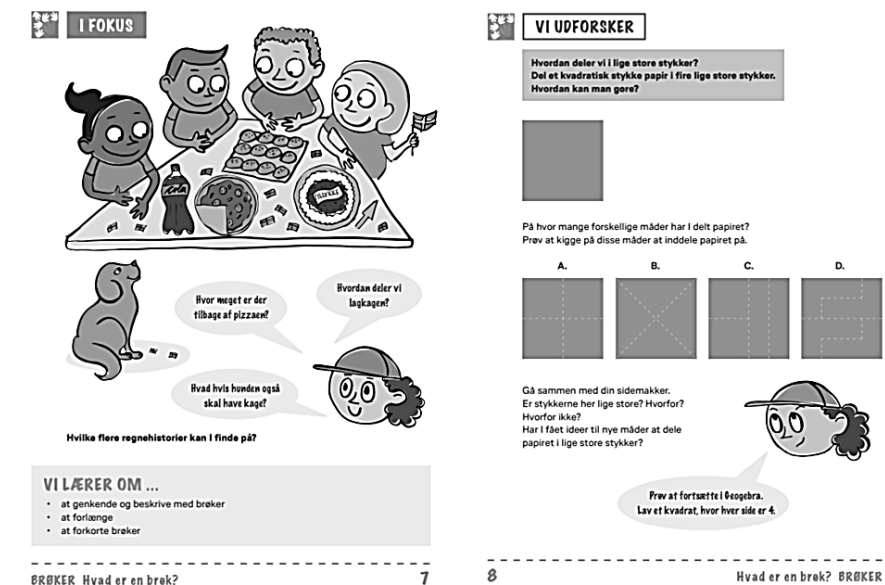 I FOKUS
Cola
TILLYKKE
Hvor meget er der
tilbage af pizzaen?
Hvordan deler vi
lagkagen?
Hvad hvis hunden også
skal have kage?
Hvilke flere regnehistorier kan I finde på?
VI LÆRER OM ...
• at genkende og beskrive med brøker
• at forlænge
• at forkorte brøker
BRØKER Hvad er en brøk?
7
VI UDFORSKER
Hvordan deler vi i lige store stykker?
Del et kvadratisk stykke papir i fire lige store stykker.
Hvordan kan man gøre?
På hvor mange forskellige måder har I delt papiret?
Prøv at kigge på disse måder at inddele papiret på.
A. B. C. D.
Gå sammen med din sidemakker.
Er stykkerne her lige store? Hvorfor?
Hvorfor ikke?
Har I fået ideer til nye måder at dele
papiret i lige store stykker?
Prøv at fortsætte i Geogebra.
Lav et kvadrat, hvor hver side er 4.
8
Hvad er en brøk? BRØKER